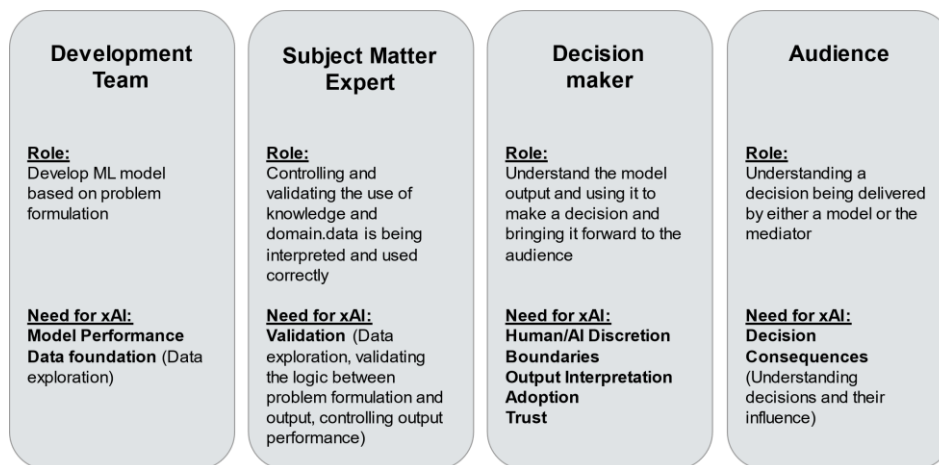 Development
Team
Role:
Develop ML model
based on problem
formulation
Need for xAI:
Model Performance
Data foundation (Data
exploration)
Subject Matter
Expert
Role:
Controlling and
validating the use of
knowledge and
domain.data is being
interpreted and used
correctly
Need for xAI:
Validation (Data
exploration, validating
the logic between
problem formulation and
output, controlling output
performance)
Decision
maker
Role:
Understand the model
output and using it to
make a decision and
bringing it forward to the
audience
Need for xAI:
Human/AI Discretion
Boundaries
Output Interpretation
Adoption
Trust
Audience
Role:
Understanding a
decision being delivered
by either a model or the
mediator
Need for xAI:
Decision
Consequences
(Understanding
decisions and their
influence)